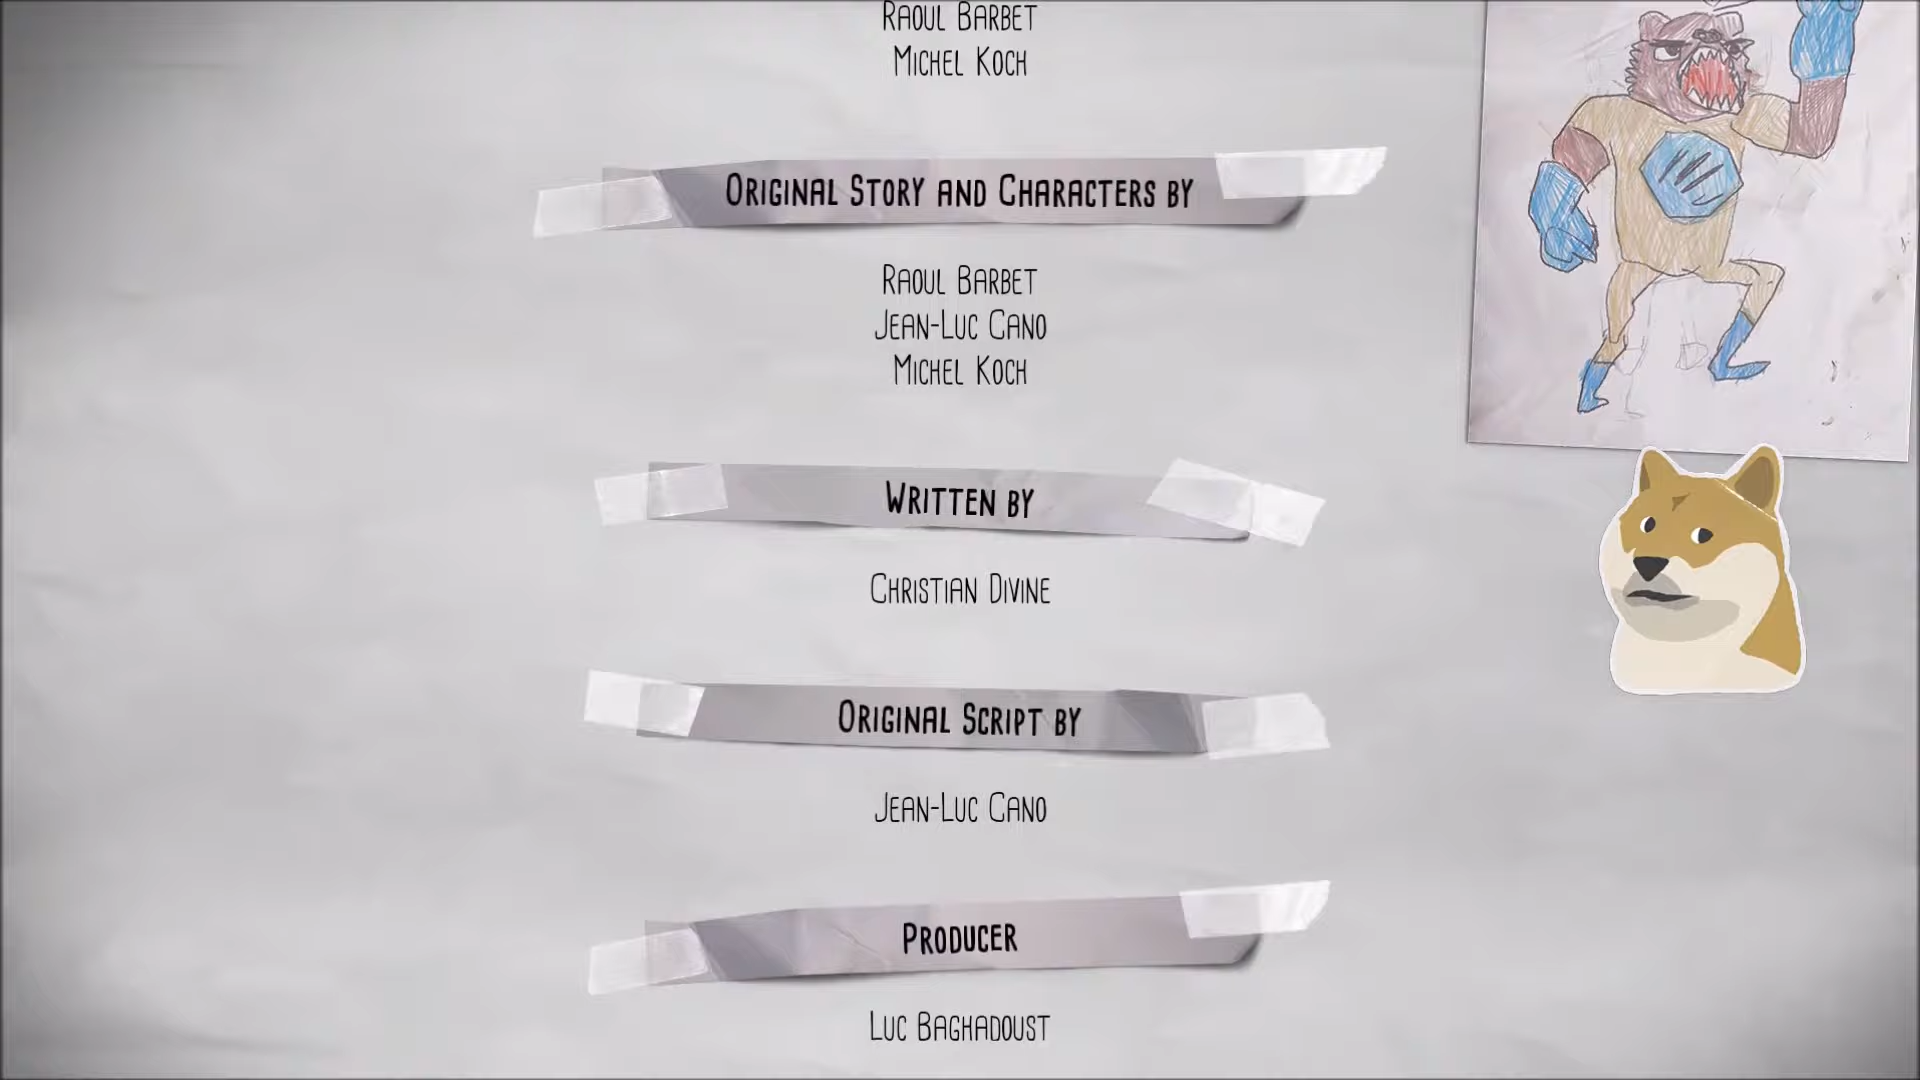 Raoul Barbet
Michel Koch
Original Story and Characters by
Raoul Barbet
Jean-Luc Cano
Michel Koch
Written by
Christian Divine
Original Script by
Jean-Luc Cano
Producer
Luc Baghadoust